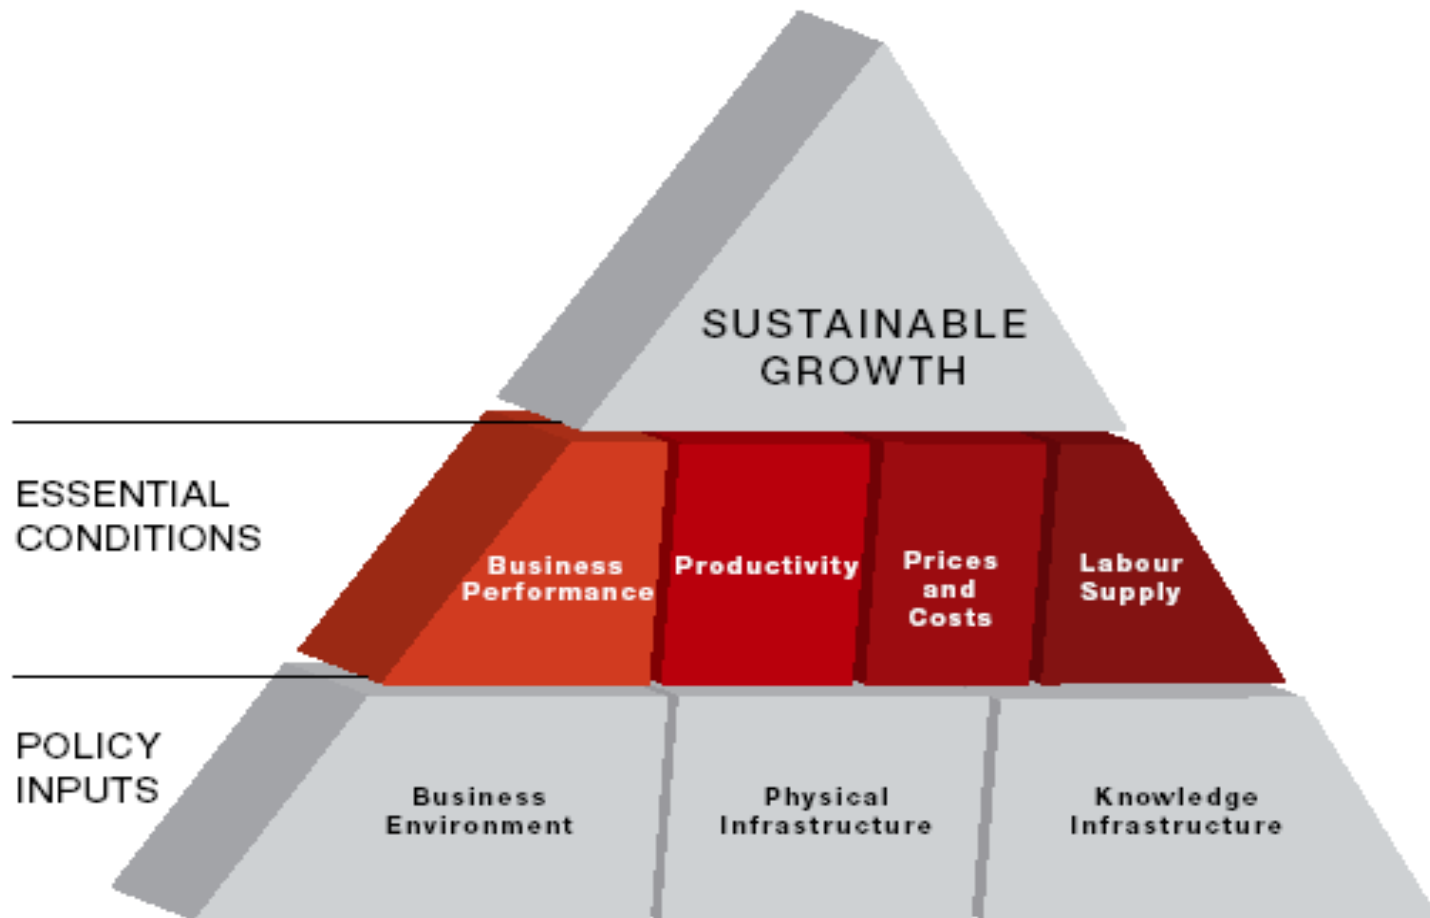 SUSTAINABLE
GROWTH
ESSENTIAL
CONDITIONS
Business
Performance
Productivity
Prices
and
Costs
Labour
Supply
POLICY
INPUTS
Business
Environment
Physical
Infrastructure
Knowledge
Infrastructure